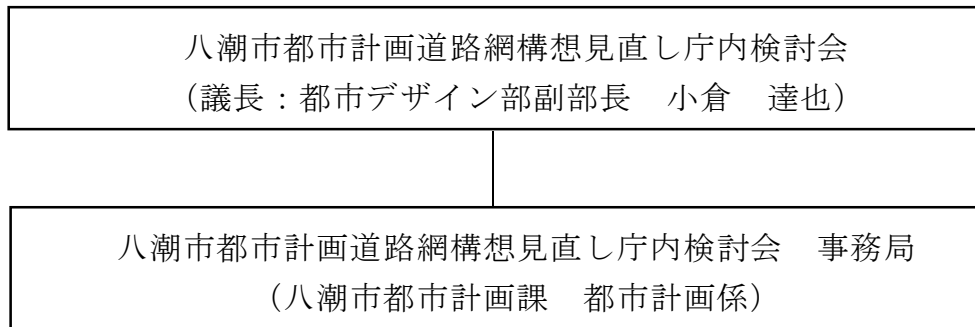 八潮市都市計画道路網構想見直し庁内検討会
（議長：都市デザイン部副部長　小倉　達也）
八潮市都市計画道路網構想見直し庁内検討会　事務局
（八潮市都市計画課　都市計画係）